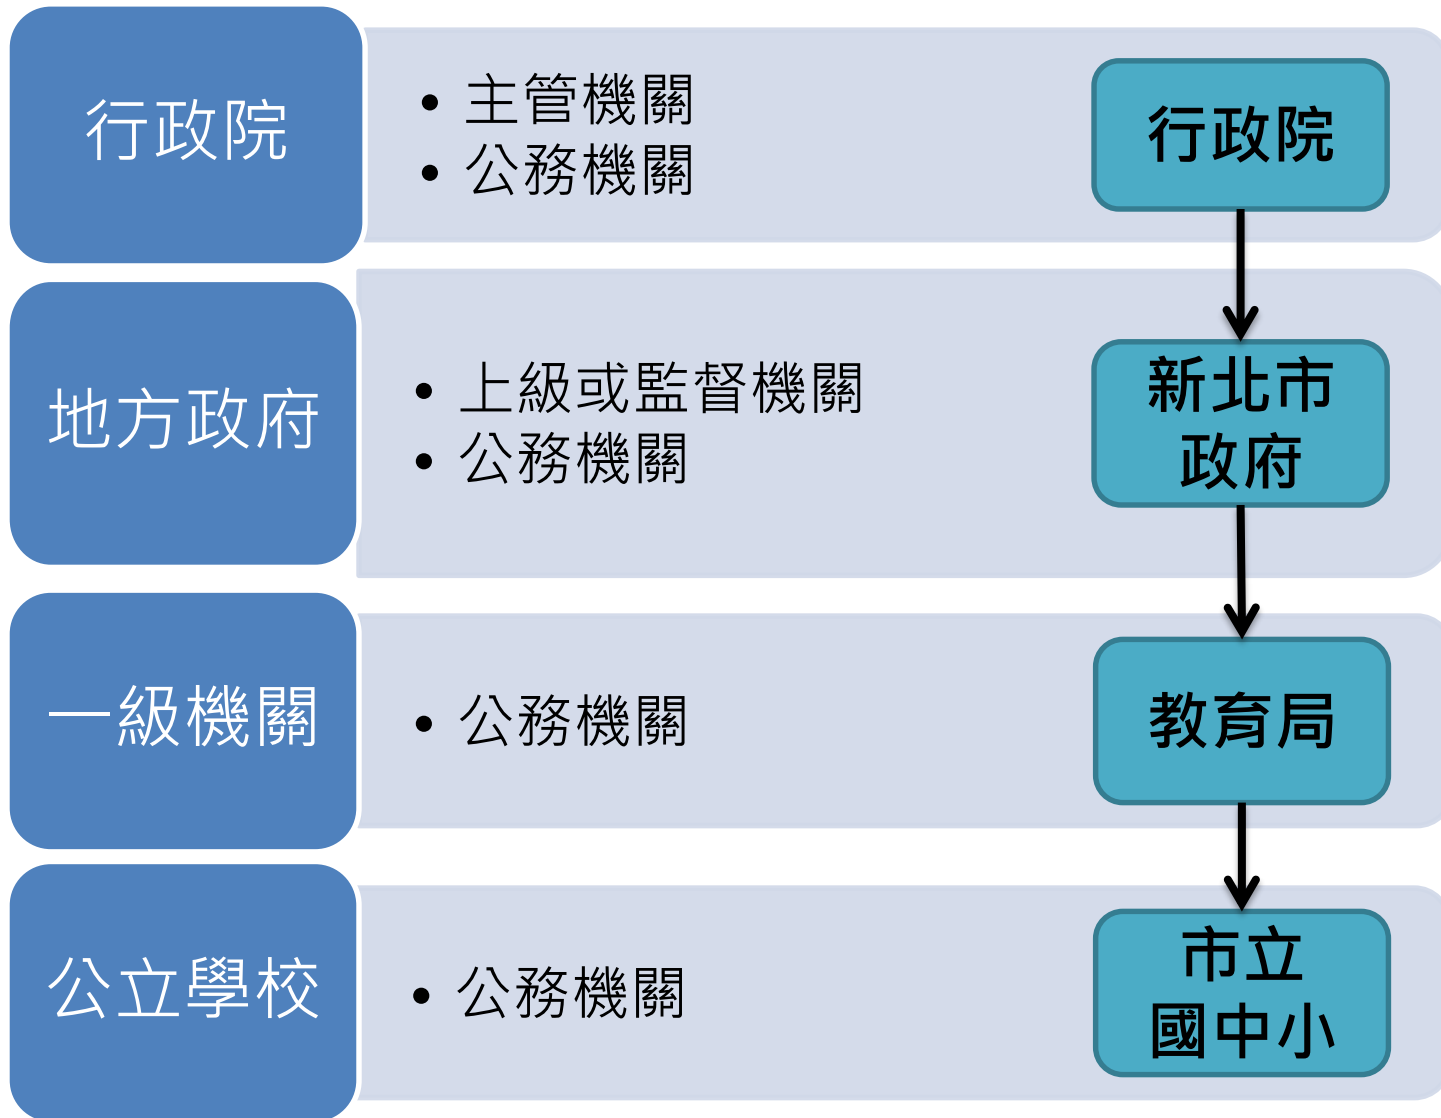 行政院
• 主管機關
• 公務機關
行政院
地方政府
• 上級或監督機關
• 公務機關
新北市
政府
一級機關
• 公務機關
教育局
公立學校
• 公務機關
市立
國中小